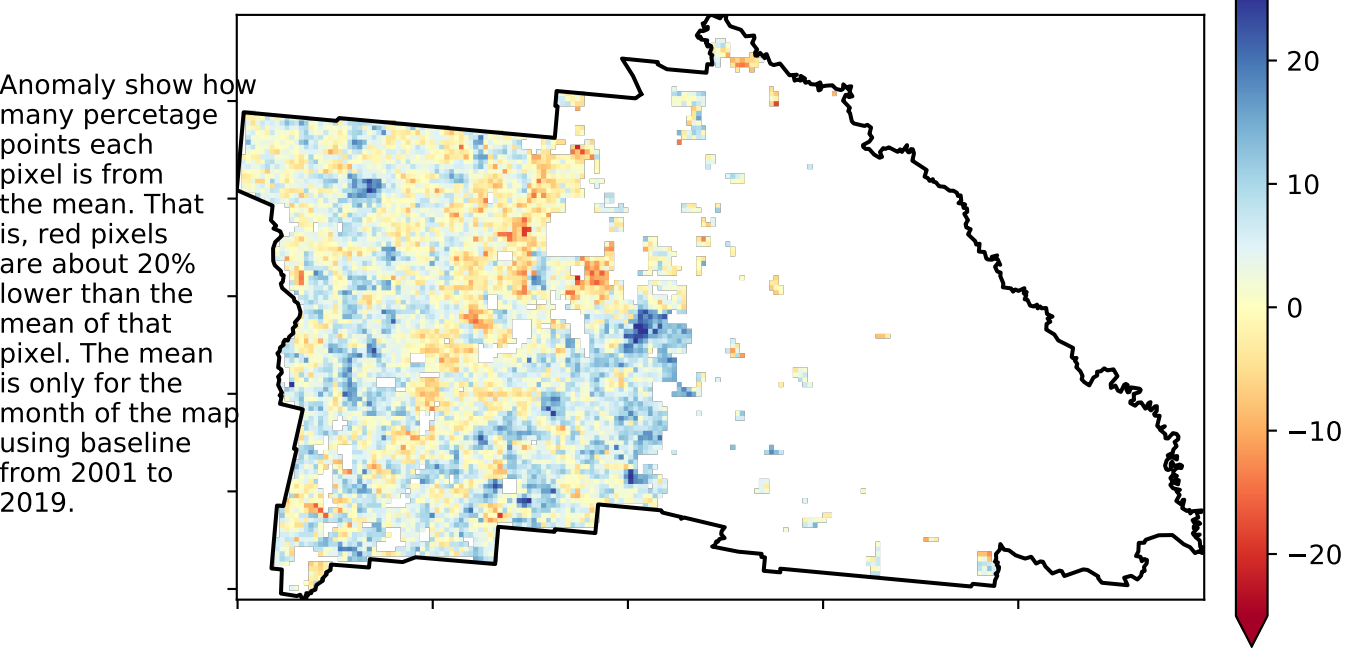 Anomaly show how
many percetage
points each
pixel is from
the mean. That
is, red pixels
are about 20%
lower than the
mean of that
pixel. The mean
is only for the
month of the map
using baseline
from 2001 to
2019.
20
10
0
−10
−20